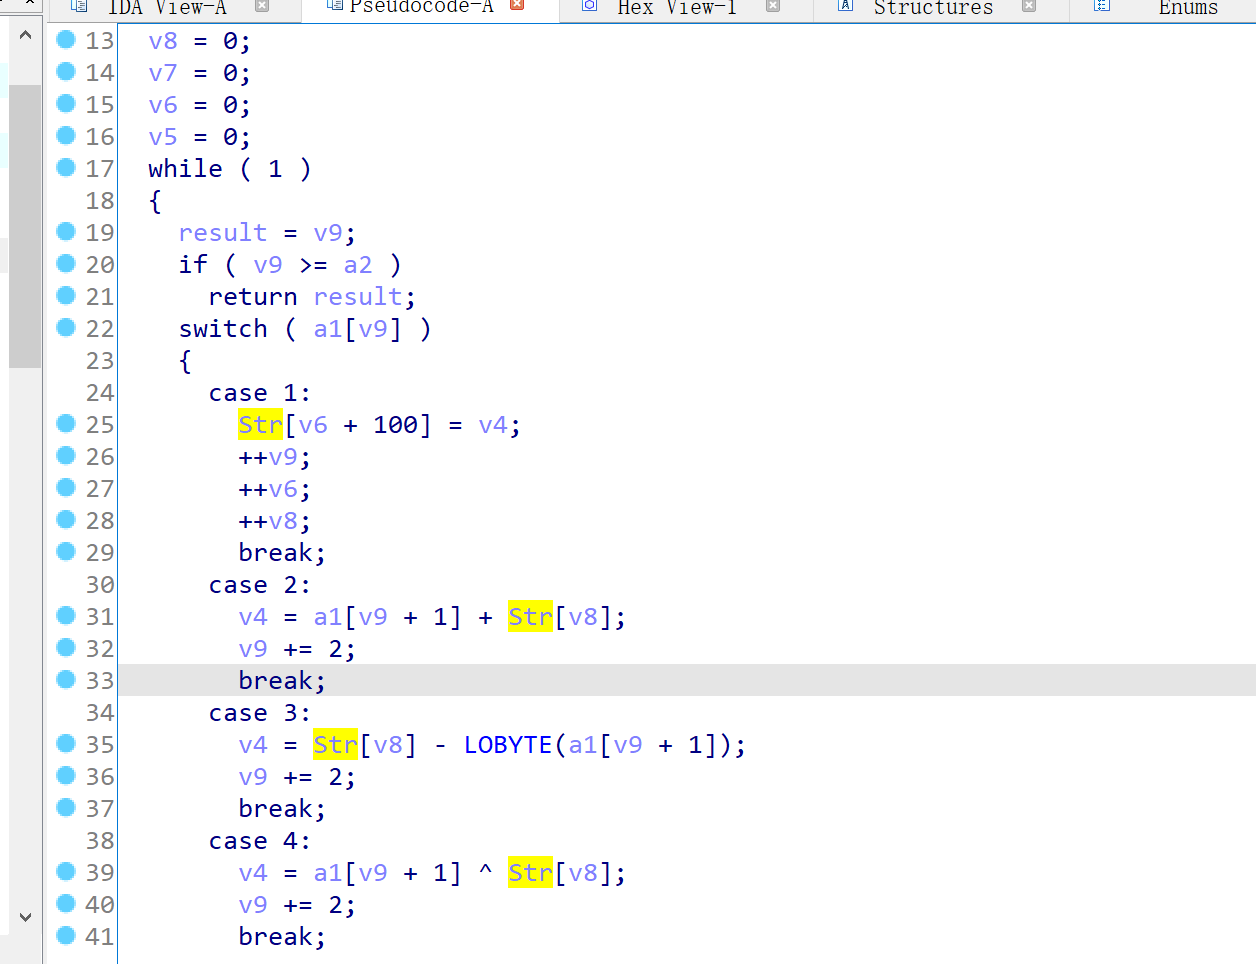 IDA View-A Pseudocode-A Hex View-1 Structures Enums
13 v8 = 0;
14 v7 = 0;
15 v6 = 0;
16 v5 = 0;
17 while ( 1 )
18 {
19 result = v9;
20 if ( v9 >= a2 )
21 return result;
22 switch ( a1[v9] )
23 {
24 case 1:
25 Str[v6 + 100] = v4;
26 ++v9;
27 ++v6;
28 ++v8;
29 break;
30 case 2:
31 v4 = a1[v9 + 1] + Str[v8];
32 v9 += 2;
33 break;
34 case 3:
35 v4 = Str[v8] - LOBYTE(a1[v9 + 1]);
36 v9 += 2;
37 break;
38 case 4:
39 v4 = a1[v9 + 1] ^ Str[v8];
40 v9 += 2;
41 break;